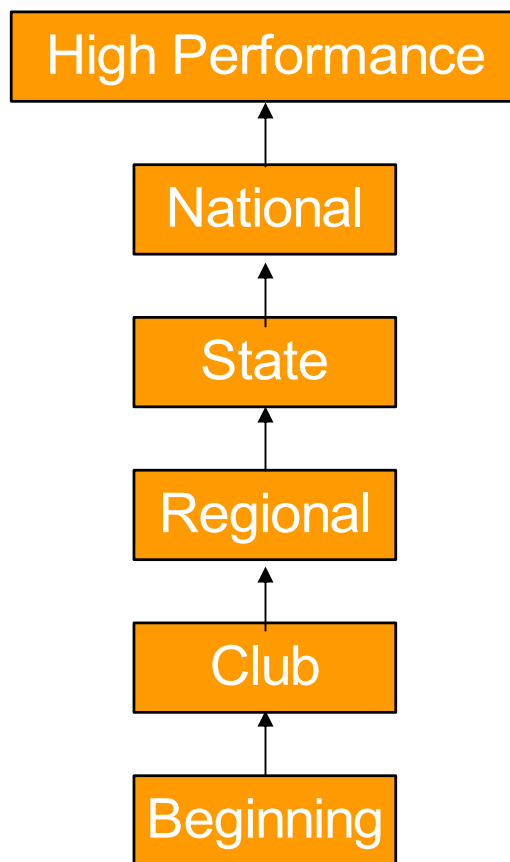 High Performance
National
State
Regional
Club
Beginning